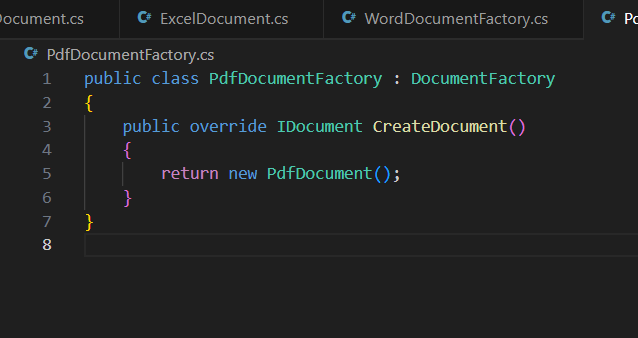 ocument.cs ExcelDocument.cs WordDocumentFactory.cs
PdfDocumentFactory.cs
1 public class PdfDocumentFactory : DocumentFactory
2 {
3 public override IDocument CreateDocument()
4 {
5 return new PdfDocument();
6 }
7 }
8